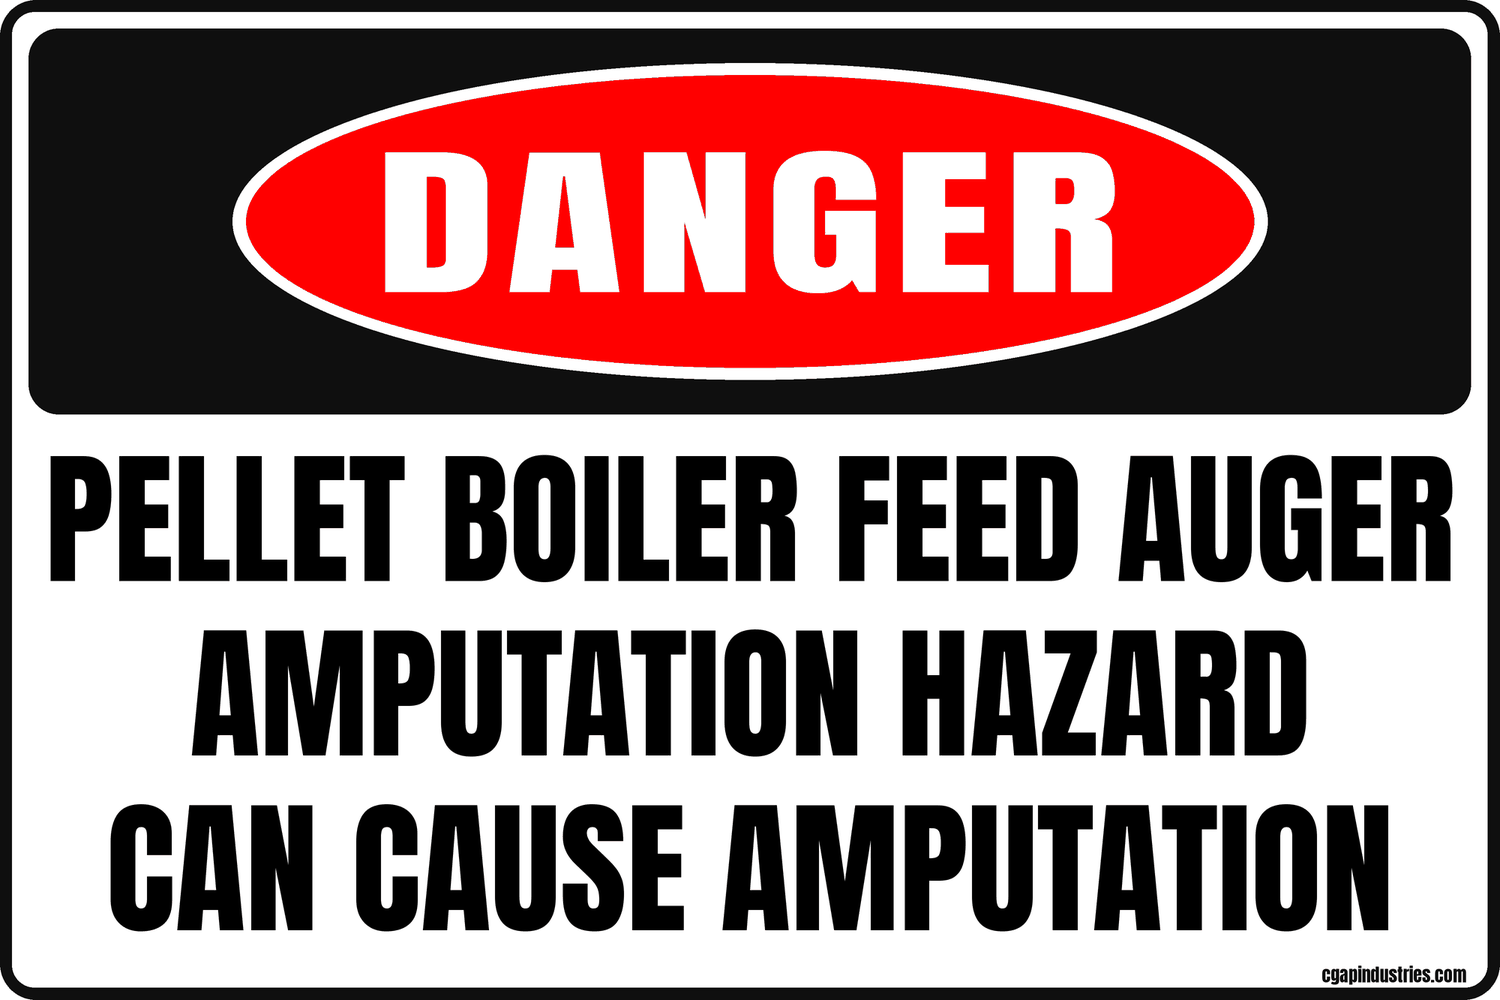 DANGER
PELLET BOILER FEED AUGER
AMPUTATION HAZARD
CAN CAUSE AMPUTATION
cgapindustries.com